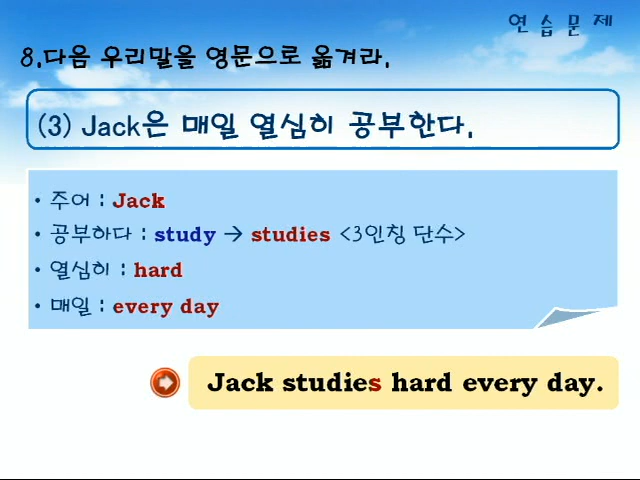 연습문제
8.다음 우리말을 영문으로 옮겨라.
(3) Jack은 매일 열심히 공부한다.
• 주어 : Jack
• 공부하다 : study → studies <3인칭 단수>
• 열심히 : hard
• 매일 : every day
Jack studies hard every day.